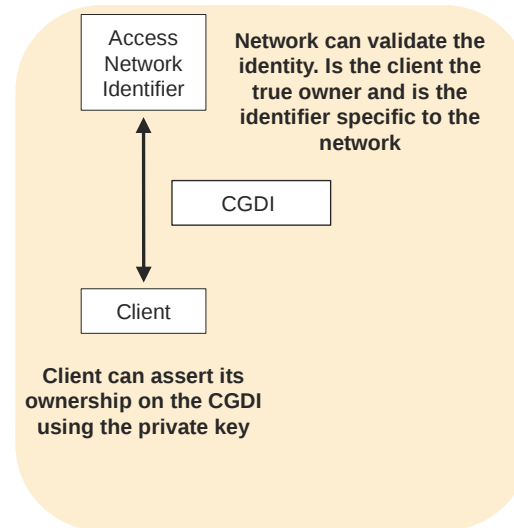 Access
Network
Identifier
Network can validate the
identity. Is the client the
true owner and is the
identifier specific to the
network
CGDI
Client
Client can assert its
ownership on the CGDI
using the private key